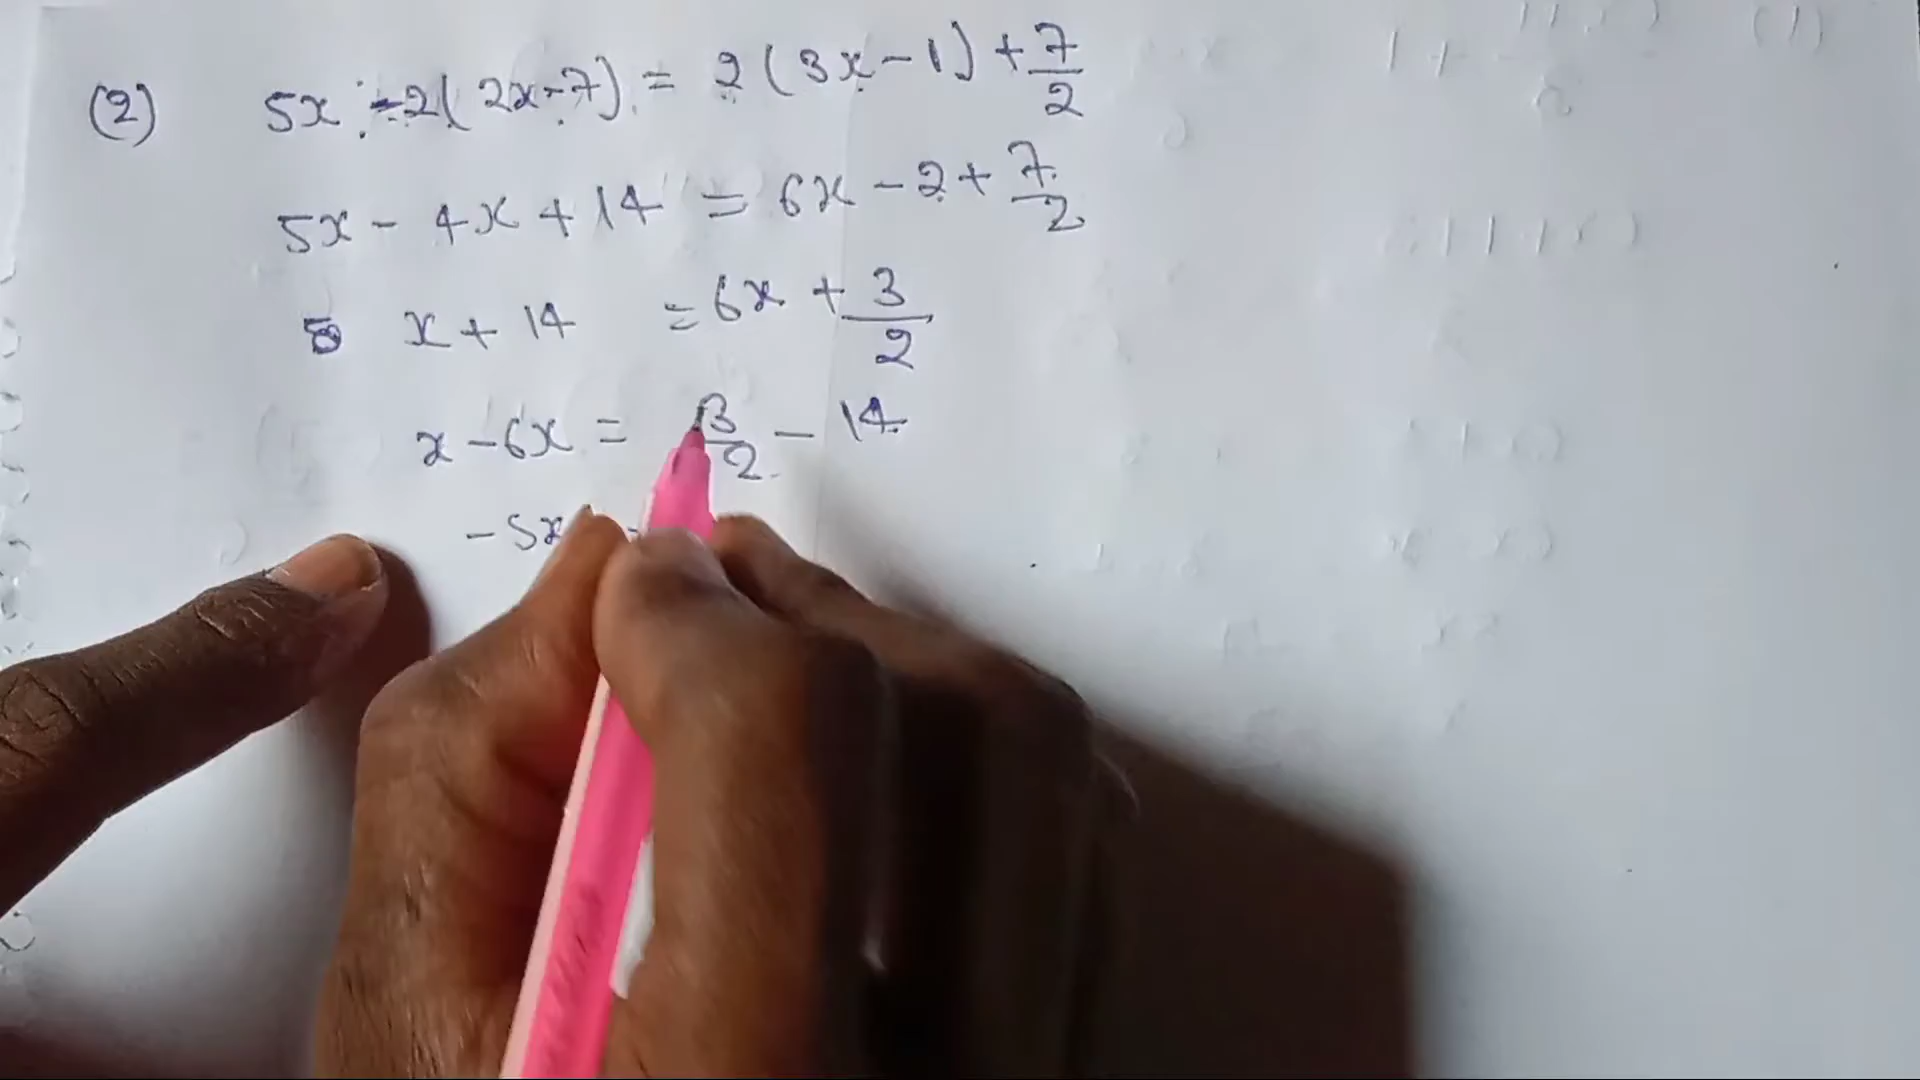 (2) 5x - 2(2x-7) = 2(3x-1) + 7/2
5x - 4x + 14 = 6x - 2 + 7/2
x + 14 = 6x + 3/2
x - 6x = 3/2 - 14
- 5x